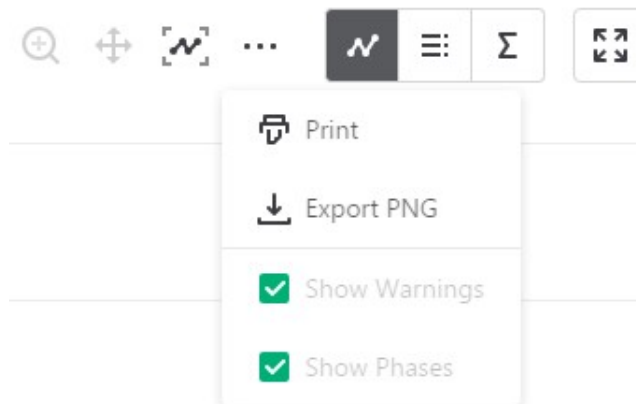 Σ
Print
Export PNG
Show Warnings
Show Phases